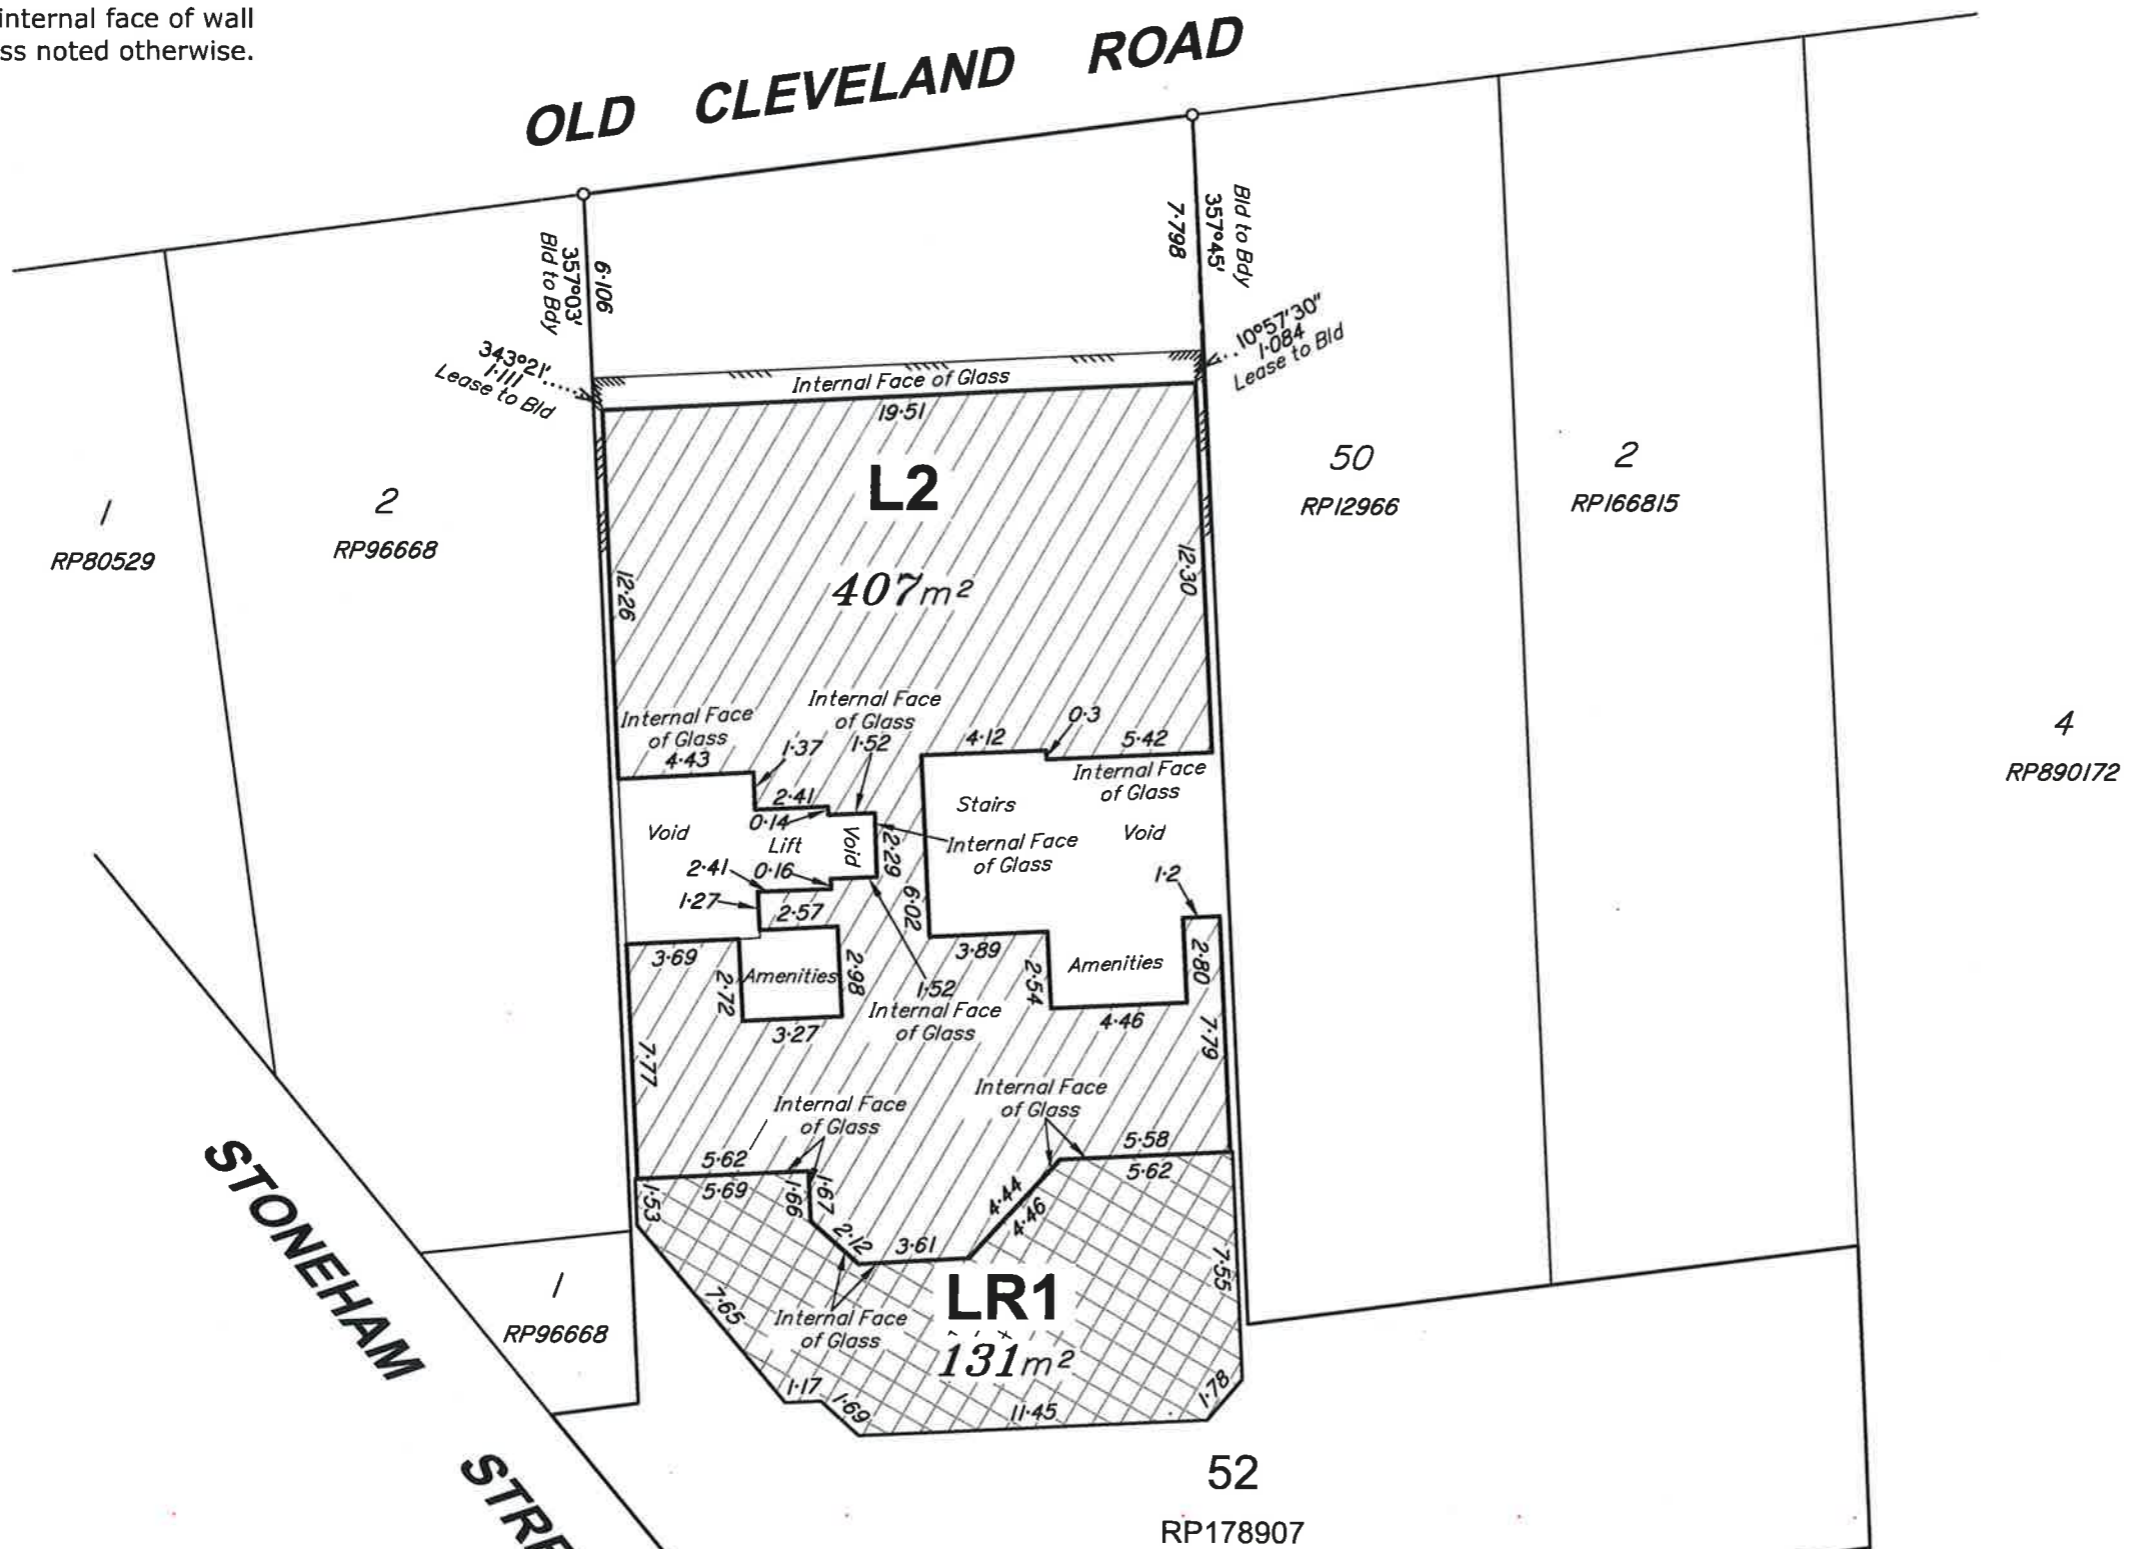 internal face of wall
ss noted otherwise.
OLD CLEVELAND ROAD
6·106
357°03'
Bld to Bdy
7·798
357°45'
Bld to Bdy
343°21'
1·111
Lease to Bld
10°57'30"
1·084
Lease to Bld
Internal Face of Glass
19·51
L2
407m²
12·26
12·30
1
RP80529
2
RP96668
50
RP12966
2
RP166815
4
RP890172
Internal Face
of Glass
4·43
1·37
Internal Face
of Glass
1·52
4·12
0·3
5·42
Internal Face
of Glass
2·41
0·14
Void
Lift
Void
2·29
Stairs
Internal Face
of Glass
Void
2·41
0·16
1·27
2·57
6·02
1·2
3·69
2·72
Amenities
2·98
3·27
1·52
Internal Face
of Glass
3·89
2·54
Amenities
4·46
2·80
7·79
7·77
Internal Face
of Glass
Internal Face
of Glass
5·62
5·69
5·58
5·62
1·53
1·66
1·67
2·12
3·61
4·44
4·46
7·55
LR1
131m²
Internal Face
of Glass
7·65
1·17
1·69
11·45
1·78
1
RP96668
STONEHAM
STRE
52
RP178907